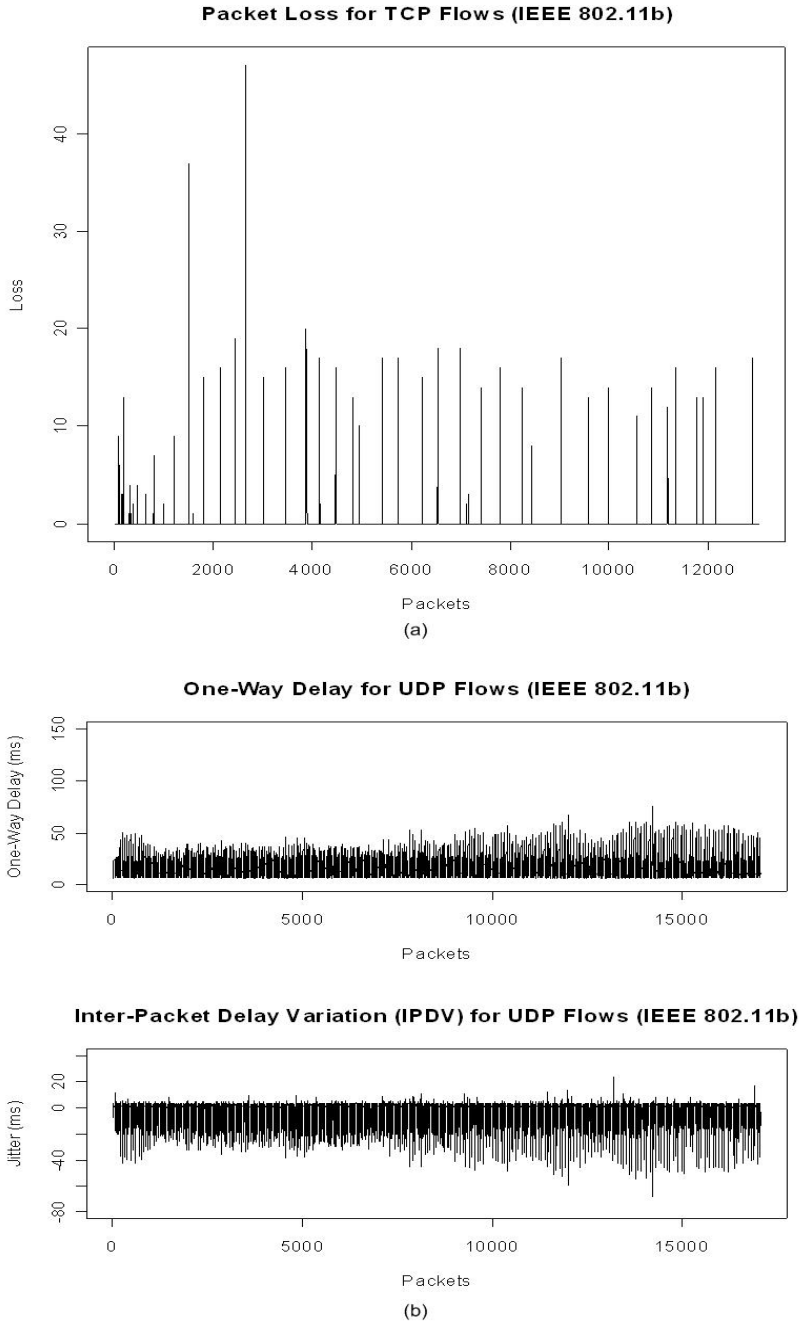 Packet Loss for TCP Flows (IEEE 802.11b)
40
30
20
10
0
Loss
0 2000 4000 6000 8000 10000 12000
Packets
(a)
One-Way Delay for UDP Flows (IEEE 802.11b)
150
100
50
0
One-Way Delay (ms)
0 5000 10000 15000
Packets
Inter-Packet Delay Variation (IPDV) for UDP Flows (IEEE 802.11b)
20
0
-40
-80
Jitter (ms)
0 5000 10000 15000
Packets
(b)